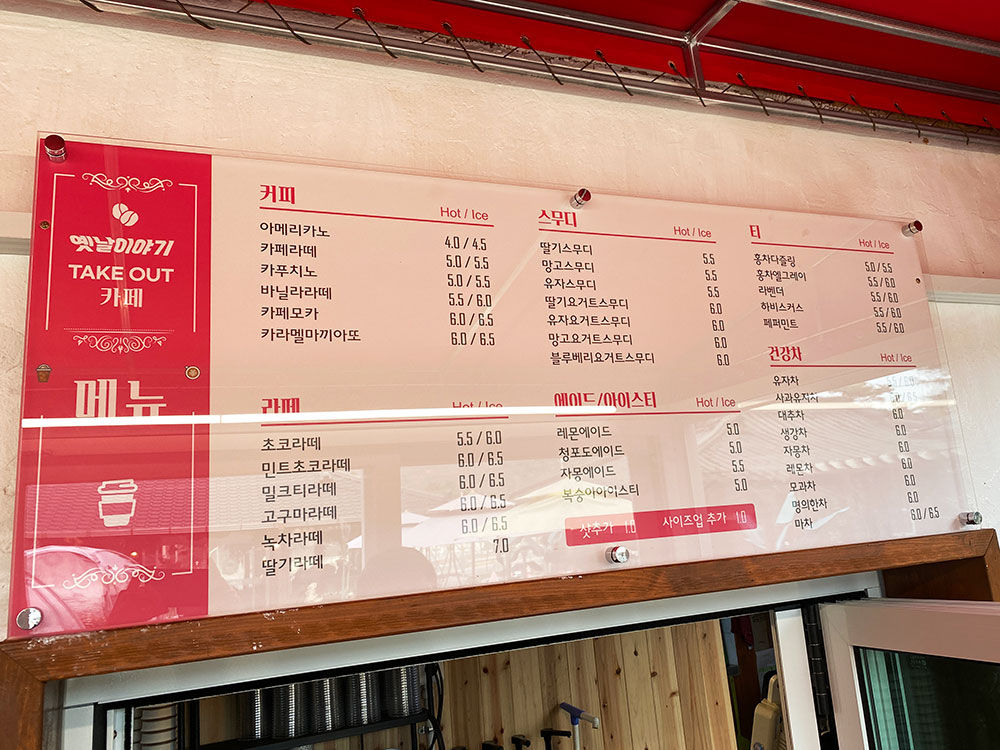 옛날이야기
TAKE OUT
카페
메뉴
커피
Hot / Ice
아메리카노 4.0 / 4.5
카페라떼 5.0 / 5.5
카푸치노 5.0 / 5.5
바닐라라떼 5.5 / 6.0
카페모카 6.0 / 6.5
카라멜마끼아또 6.0 / 6.5
라떼
Hot / Ice
초코라떼 5.5 / 6.0
민트초코라떼 6.0 / 6.5
밀크티라떼 6.0 / 6.5
고구마라떼 6.0 / 6.5
녹차라떼 6.0 / 6.5
딸기라떼 7.0
스무디
Hot / Ice
딸기스무디 5.5
망고스무디 5.5
유자스무디 5.5
딸기요거트스무디 6.0
유자요거트스무디 6.0
망고요거트스무디 6.0
블루베리요거트스무디 6.0
에이드/아이스티
Hot / Ice
레몬에이드 5.0
청포도에이드 5.0
자몽에이드 5.5
복숭아아이스티 5.0
샷추가 1.0 사이즈업 추가 1.0
티
Hot / Ice
홍차다즐링 5.0 / 5.5
홍차얼그레이 5.5 / 6.0
라벤더 5.5 / 6.0
하비스커스 5.5 / 6.0
페퍼민트 5.5 / 6.0
건강차
Hot / Ice
유자차
사과유자차 6.0
대추차 6.0
생강차 6.0
자몽차 6.0
레몬차 6.0
모과차 6.0
명의한차 6.0
마차 6.0 / 6.5